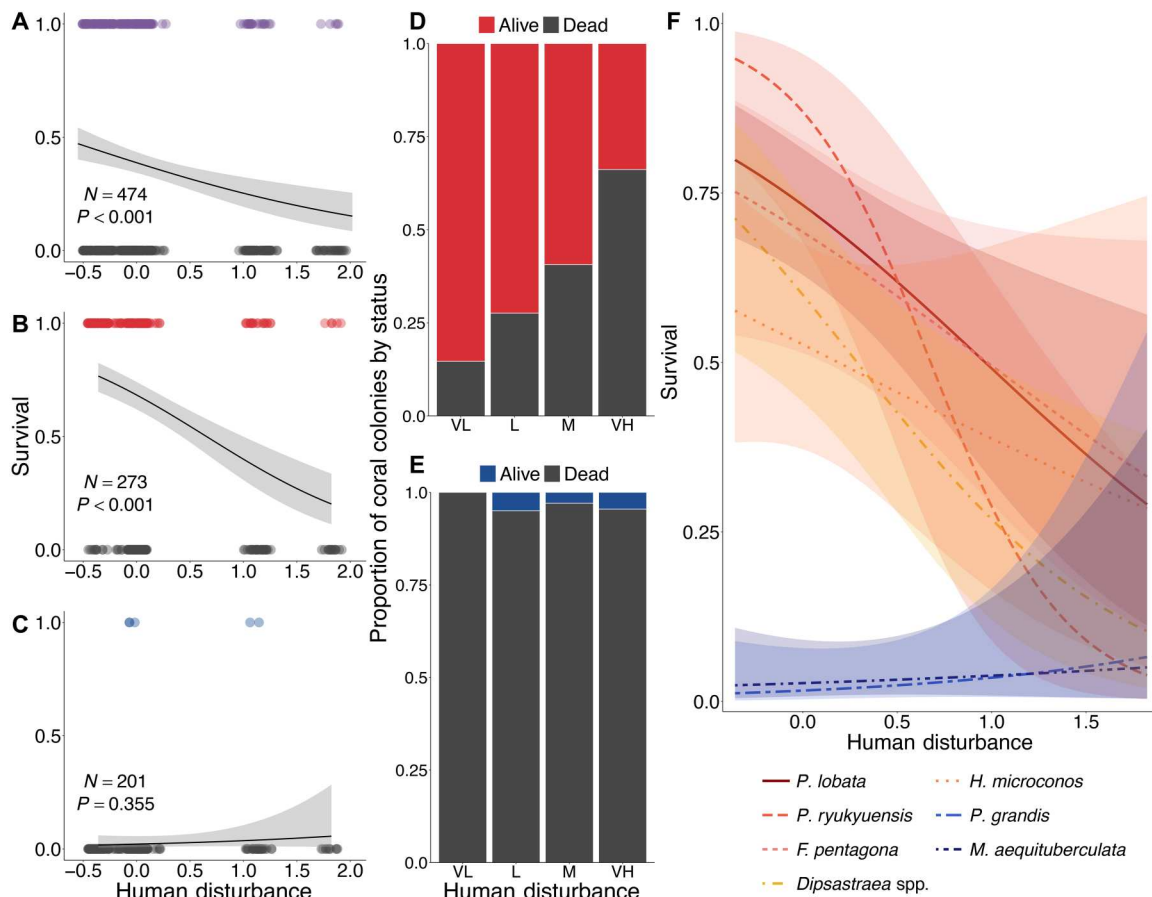 A
1.0
0.5
0.0
N = 474
P < 0.001
−0.5 0.0 0.5 1.0 1.5 2.0
B
1.0
0.5
0.0
Survival
N = 273
P < 0.001
−0.5 0.0 0.5 1.0 1.5 2.0
C
1.0
0.5
0.0
N = 201
P = 0.355
−0.5 0.0 0.5 1.0 1.5 2.0
Human disturbance
D
Alive Dead
1.0
0.75
0.5
0.25
0.0
VL L M VH
Proportion of coral colonies by status
E
Alive Dead
1.0
0.75
0.5
0.25
0.0
VL L M VH
Human disturbance
F
1.0
0.75
0.5
0.25
0.0
Survival
0.0 0.5 1.0 1.5
Human disturbance
P. lobata
P. ryukyuensis
F. pentagona
Dipsastraea spp.
H. microconos
P. grandis
M. aequituberculata